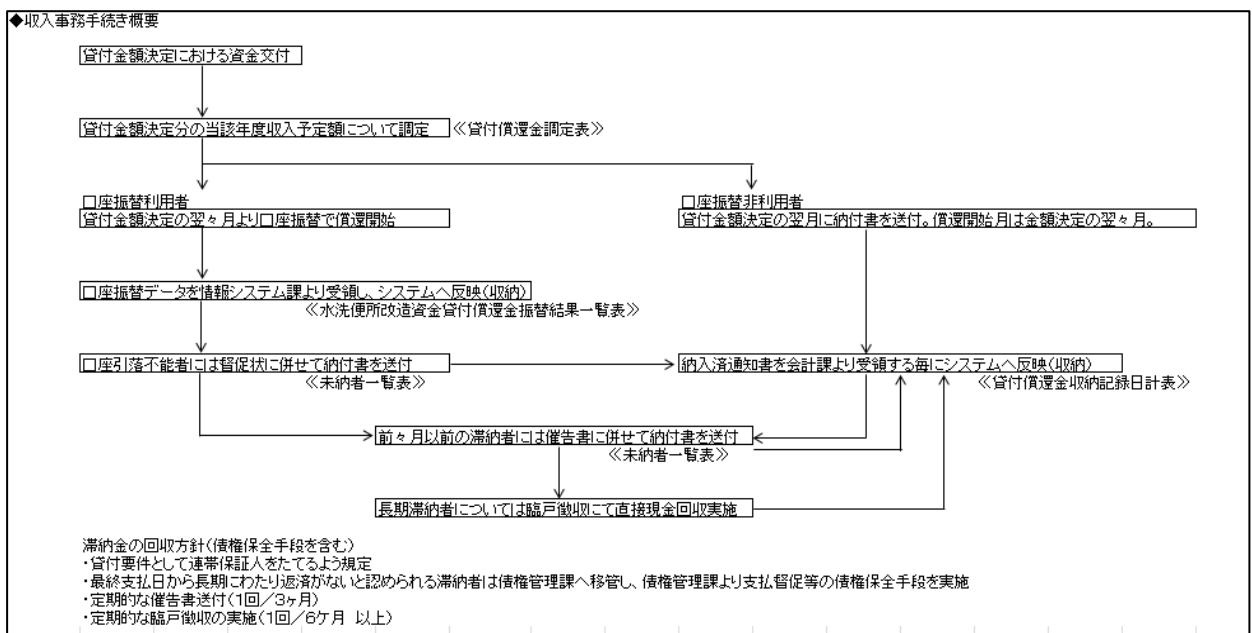 ◆収入事務手続き概要
貸付金額決定における資金交付
貸付金額決定分の当該年度収入予定額について調定 ≪貸付償還金調定表≫
口座振替利用者
貸付金額決定の翌々月より口座振替で償還開始
口座振替非利用者
貸付金額決定の翌月に納付書を送付。償還開始月は金額決定の翌々月。
口座振替データを情報システム課より受領し、システムへ反映(収納)
≪水洗便所改造資金貸付償還金振替結果一覧表≫
口座引落不能者には督促状に併せて納付書を送付
≪未納者一覧表≫
納入済通知書を会計課より受領する毎にシステムへ反映(収納)
≪貸付償還金収納記録日計表≫
前々月以前の滞納者には催告書に併せて納付書を送付
≪未納者一覧表≫
長期滞納者については臨戸徴収にて直接現金回収実施
滞納金の回収方針(債権保全手段を含む)
・貸付要件として連帯保証人をたてるよう規定
・最終支払日から長期にわたり返済がないと認められる滞納者は債権管理課へ移管し、債権管理課より支払督促等の債権保全手段を実施
・定期的な催告書送付(1回/3ヶ月)
・定期的な臨戸徴収の実施(1回/6ケ月 以上)